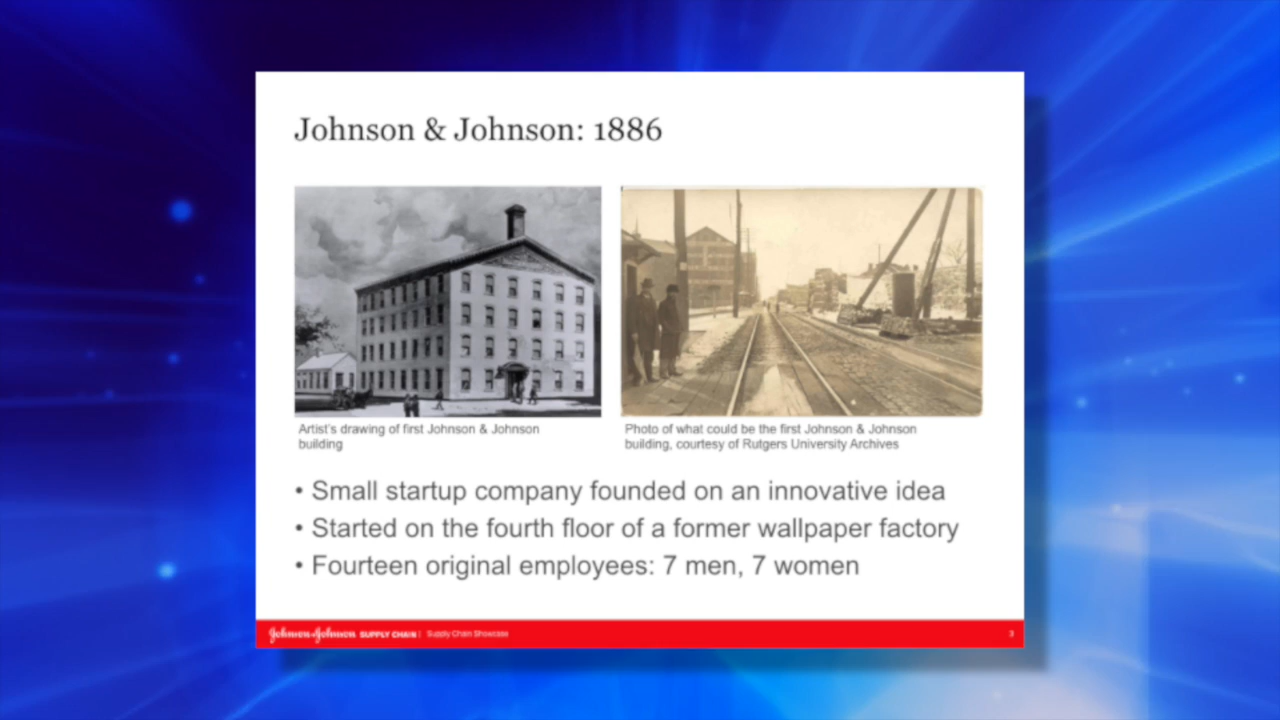 Johnson & Johnson: 1886
Artist's drawing of first Johnson & Johnson
building
Photo of what could be the first Johnson & Johnson
building, courtesy of Rutgers University Archives
• Small startup company founded on an innovative idea
• Started on the fourth floor of a former wallpaper factory
• Fourteen original employees: 7 men, 7 women
Johnson & Johnson SUPPLY CHAIN | Supply Chain Showcase 3